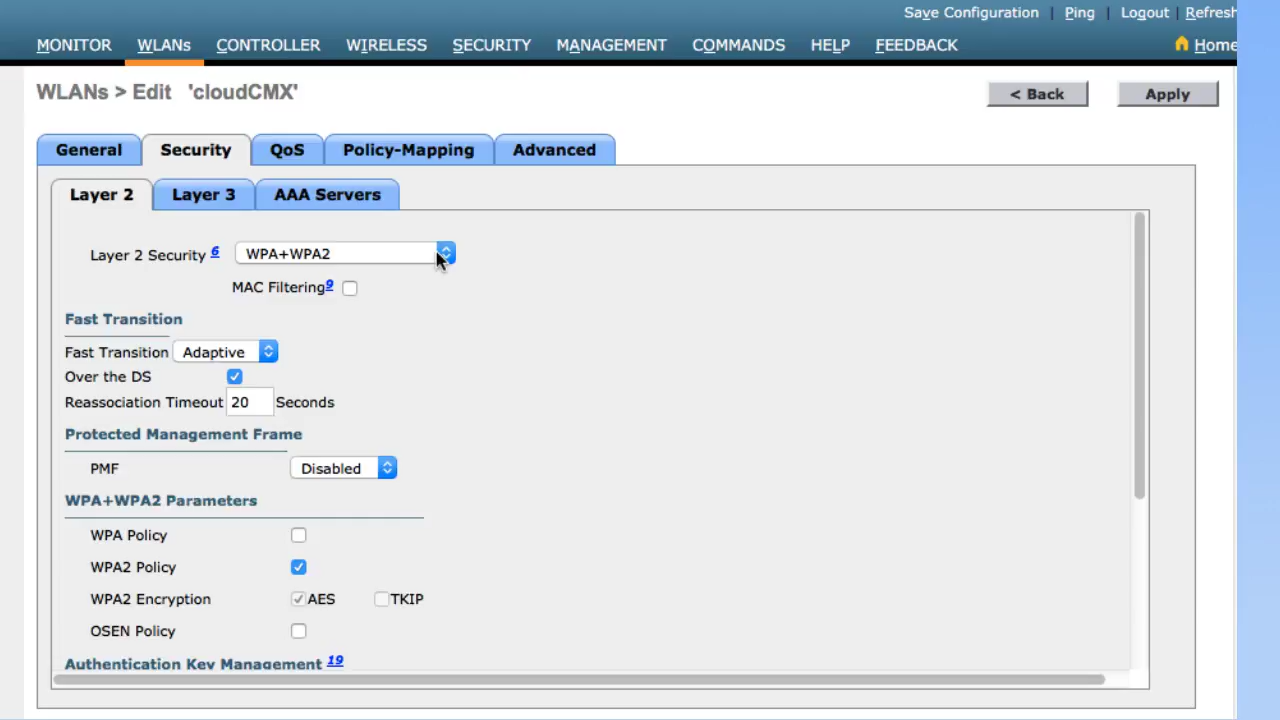 Save Configuration | Ping | Logout | Refresh
MONITOR WLANs CONTROLLER WIRELESS SECURITY MANAGEMENT COMMANDS HELP FEEDBACK Home
WLANs > Edit 'cloudCMX'
< Back Apply
General Security QoS Policy-Mapping Advanced
Layer 2 Layer 3 AAA Servers
Layer 2 Security 6 WPA+WPA2
MAC Filtering9
Fast Transition
Fast Transition Adaptive
Over the DS
Reassociation Timeout 20 Seconds
Protected Management Frame
PMF Disabled
WPA+WPA2 Parameters
WPA Policy
WPA2 Policy
WPA2 Encryption AES TKIP
OSEN Policy
Authentication Key Management 19